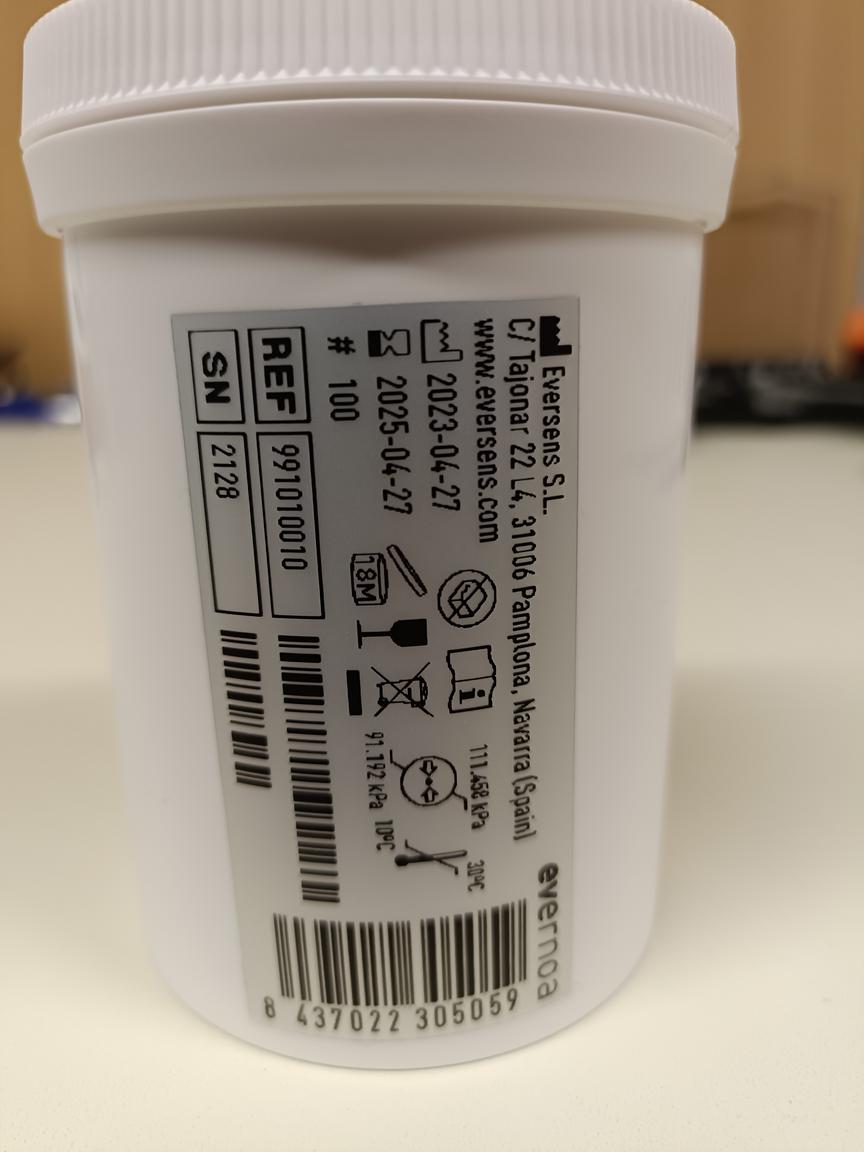 Eversens S.L.
C/ Tajonar 22 L4, 31006 Pamplona, Navarra (Spain)
www.eversens.com
2023-04-27
2025-04-27
# 100
18M
111.458 kPa
91.192 kPa
30ºC
10ºC
REF 991010010
SN 2128
evernoa
8 437022 305059